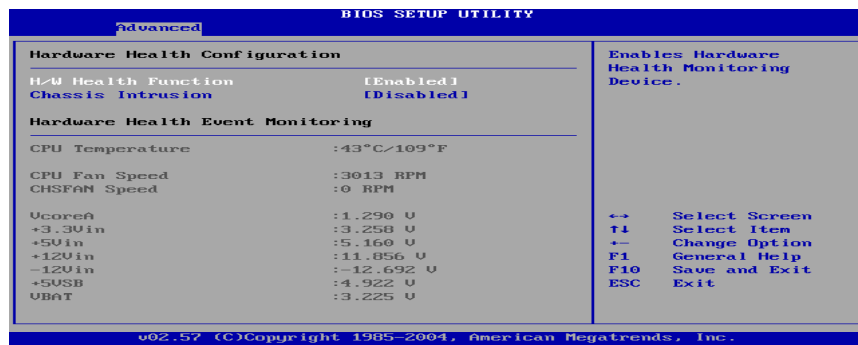 BIOS SETUP UTILITY
Advanced
Hardware Health Configuration
H/W Health Function [Enabled]
Chassis Intrusion [Disabled]
Hardware Health Event Monitoring
CPU Temperature :43°C/109°F
CPU Fan Speed :3013 RPM
CHSFAN Speed :0 RPM
VcoreA :1.290 V
+3.3Vin :3.258 V
+5Vin :5.160 V
+12Vin :11.856 V
-12Vin :-12.692 V
+5VSB :4.922 V
VBAT :3.225 V
Enables Hardware
Health Monitoring
Device.
←→ Select Screen
↑↓ Select Item
+- Change Option
F1 General Help
F10 Save and Exit
ESC Exit
v02.57 (C)Copyright 1985-2004, American Megatrends, Inc.